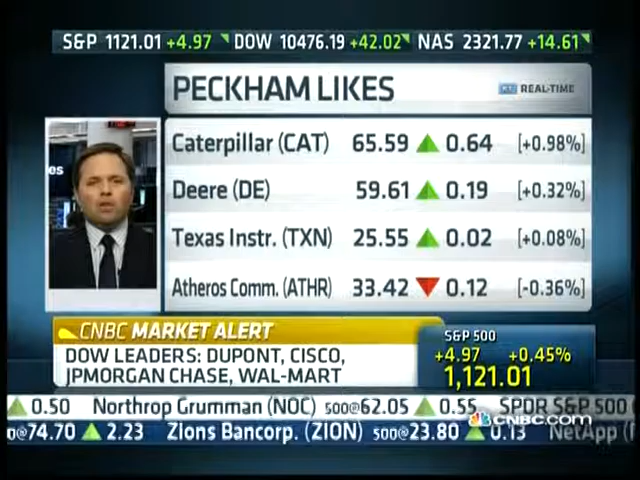 S&P 1121.01 +4.97 DOW 10476.19 +42.02 NAS 2321.77 +14.61
PECKHAM LIKES
REAL-TIME
Caterpillar (CAT) 65.59 0.64 [+0.98%]
Deere (DE) 59.61 0.19 [+0.32%]
Texas Instr. (TXN) 25.55 0.02 [+0.08%]
Atheros Comm. (ATHR) 33.42 0.12 [-0.36%]
es
CNBC MARKET ALERT
DOW LEADERS: DUPONT, CISCO,
JPMORGAN CHASE, WAL-MART
S&P 500
+4.97 +0.45%
1,121.01
0.50 Northrop Grumman (NOC) 500@62.05 0.55 SPDR S&P 500
CNBC.COM
@74.70 2.23 Zions Bancorp. (ZION) 500@23.80 0.13 NetApp